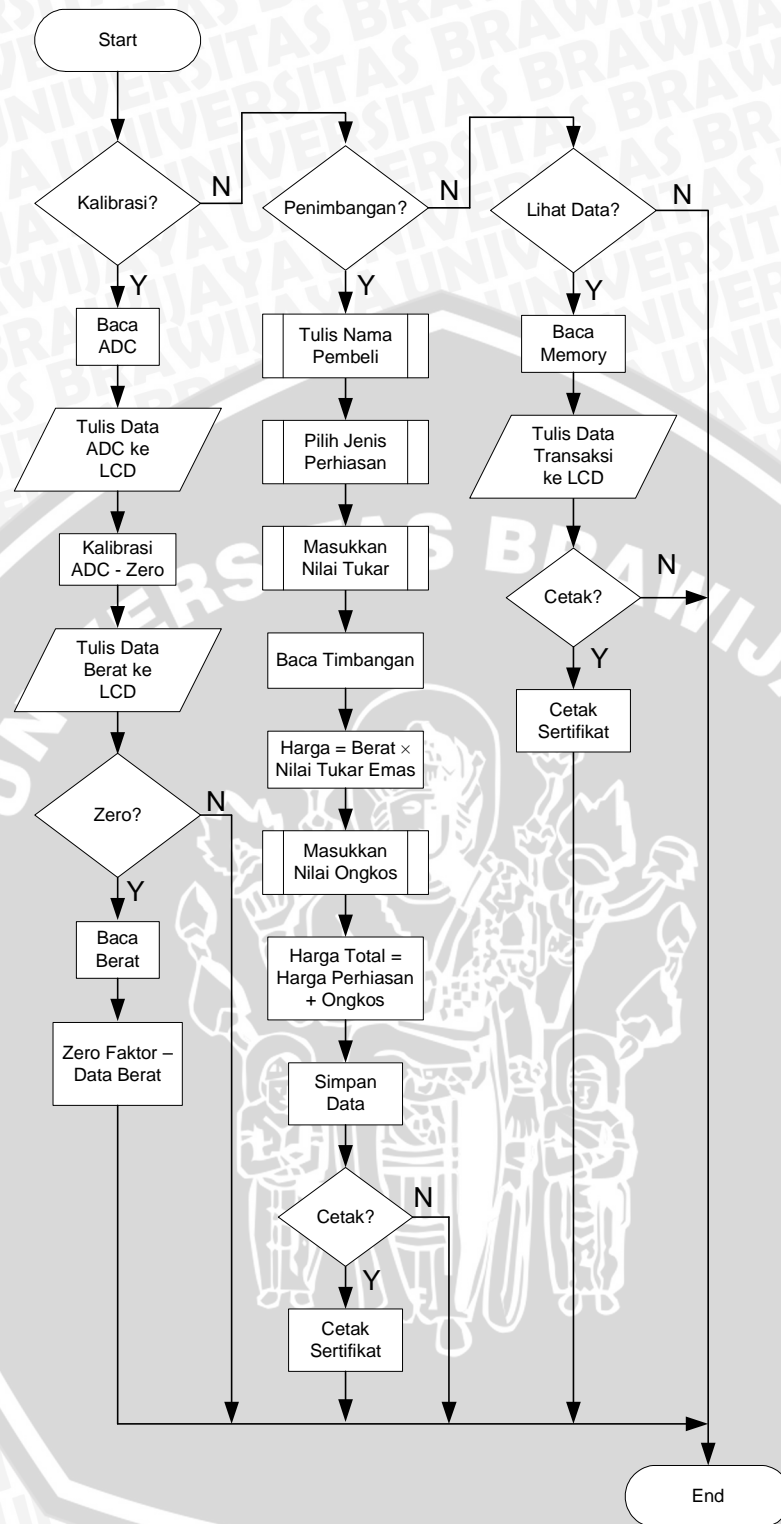 Start
Kalibrasi?
N
Y
Baca
ADC
Tulis Data
ADC ke
LCD
Kalibrasi
ADC - Zero
Tulis Data
Berat ke
LCD
Zero?
N
Y
Baca
Berat
Zero Faktor –
Data Berat
Penimbangan?
N
Y
Tulis Nama
Pembeli
Pilih Jenis
Perhiasan
Masukkan
Nilai Tukar
Baca Timbangan
Harga = Berat ×
Nilai Tukar Emas
Masukkan
Nilai Ongkos
Harga Total =
Harga Perhiasan
+ Ongkos
Simpan
Data
Cetak?
N
Y
Cetak
Sertifikat
Lihat Data?
N
Y
Baca
Memory
Tulis Data
Transaksi
ke LCD
Cetak?
N
Y
Cetak
Sertifikat
End